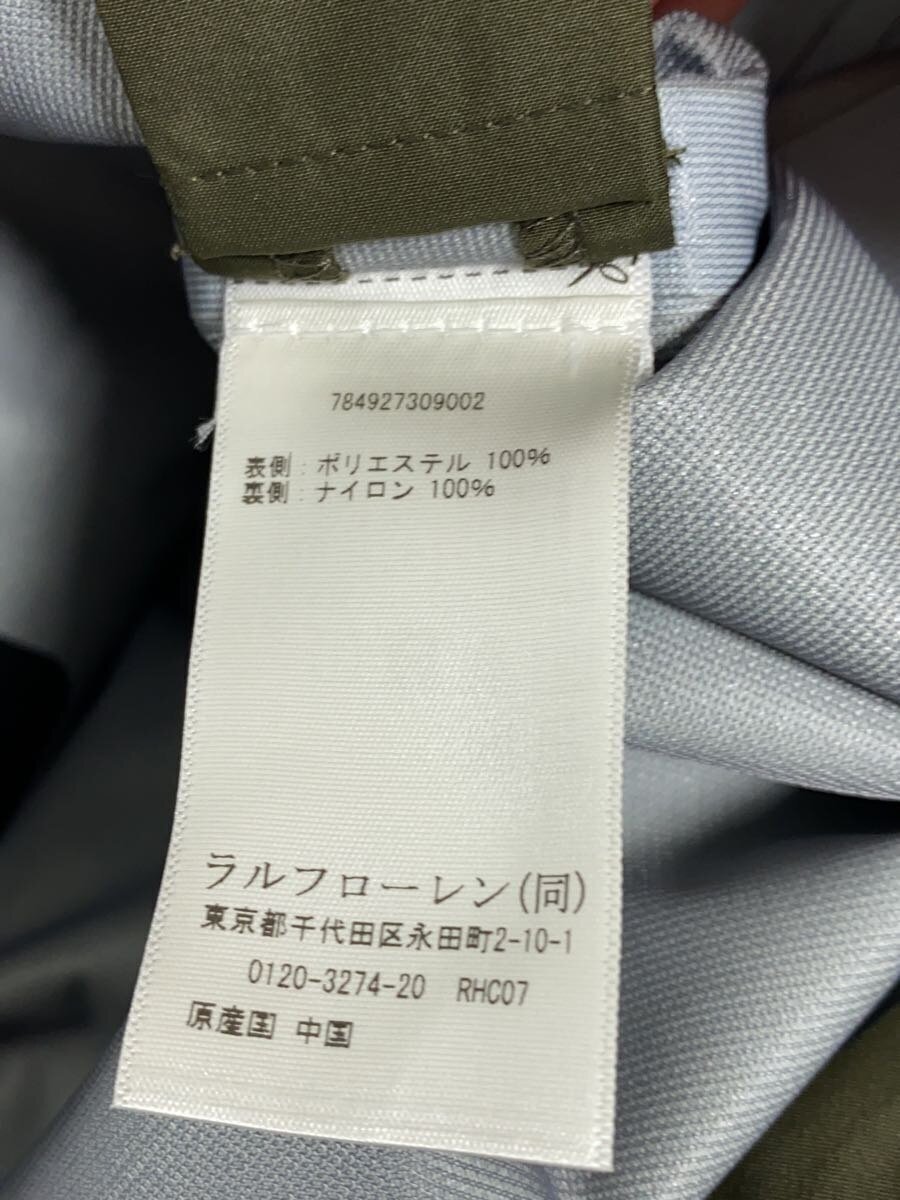 784927309002
表側:ポリエステル 100%
裏側:ナイロン 100%
ラルフローレン(同)
東京都千代田区永田町2-10-1
0120-3274-20 RHC07
原産国 中国